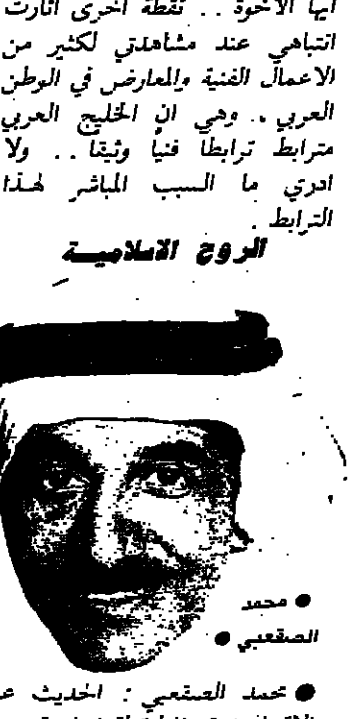 ايها الاخوة . . نقطة اخرى اثارت
انتباهي عند مشاهدتي لكثير من
الاعمال الفنية والمعارض في الوطن
العربي . . وهي ان الخليج العربي
مترابط ترابطا فنياً وثيقا . . ولا
ادري ما السبب المباشر لهذا
الترابط .
الروح الاسلامية
● محمد
الصقعبي ●
● محمد الصقعبي : الحديث ع